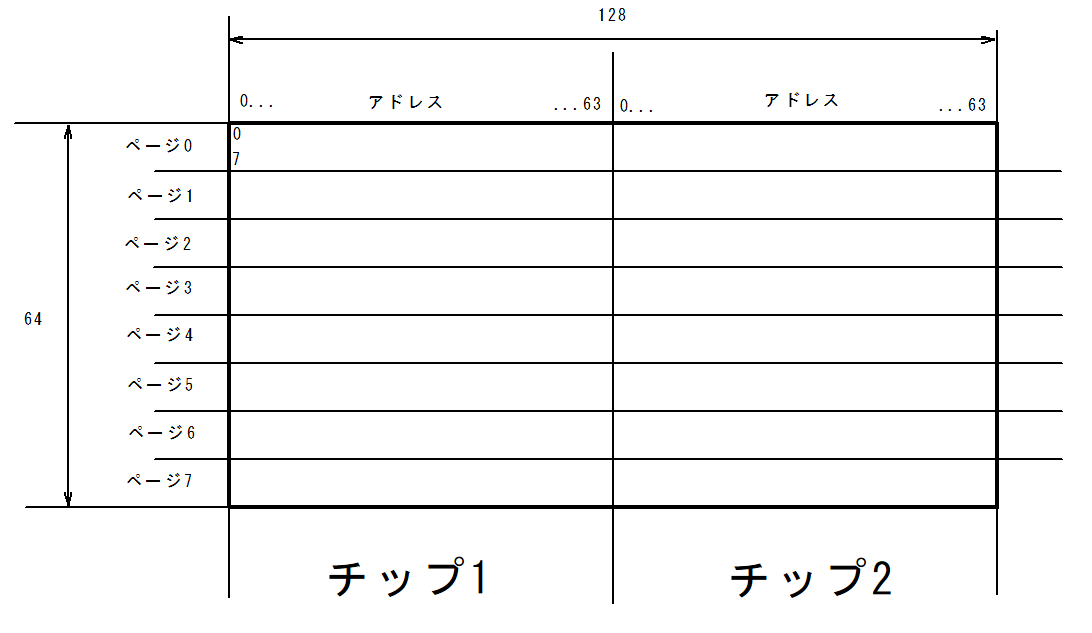 128
0... アドレス ...63 0... アドレス ...63
ページ0
0
7
ページ1
ページ2
ページ3
64
ページ4
ページ5
ページ6
ページ7
チップ1 チップ2